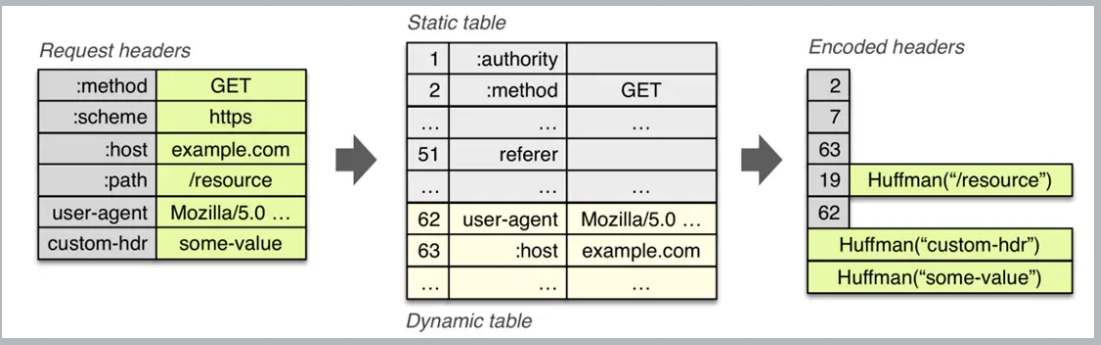 Request headers
:method GET
:scheme https
:host example.com
:path /resource
user-agent Mozilla/5.0 ...
custom-hdr some-value
Static table
1 :authority
2 :method GET
... ... ...
51 referer
... ... ...
62 user-agent Mozilla/5.0 ...
63 :host example.com
... ... ...
Dynamic table
Encoded headers
2
7
63
19 Huffman(“/resource”)
62
Huffman(“custom-hdr”)
Huffman(“some-value”)